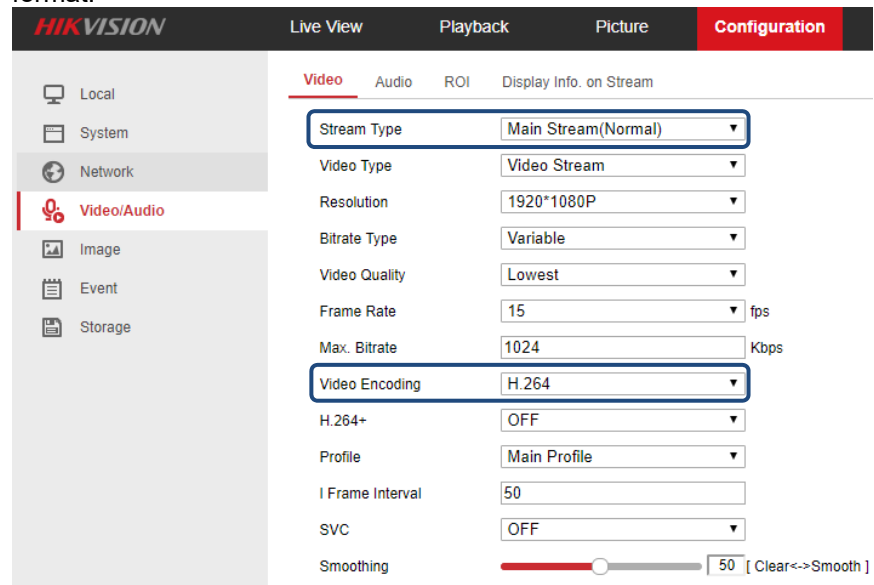 format.
HIKVISION Live View Playback Picture Configuration
Video Audio ROI Display Info. on Stream
Local
System
Network
Video/Audio
Image
Event
Storage
Stream Type Main Stream(Normal)
Video Type Video Stream
Resolution 1920*1080P
Bitrate Type Variable
Video Quality Lowest
Frame Rate 15 fps
Max. Bitrate 1024 Kbps
Video Encoding H.264
H.264+ OFF
Profile Main Profile
I Frame Interval 50
SVC OFF
Smoothing 50 [ Clear<->Smooth ]